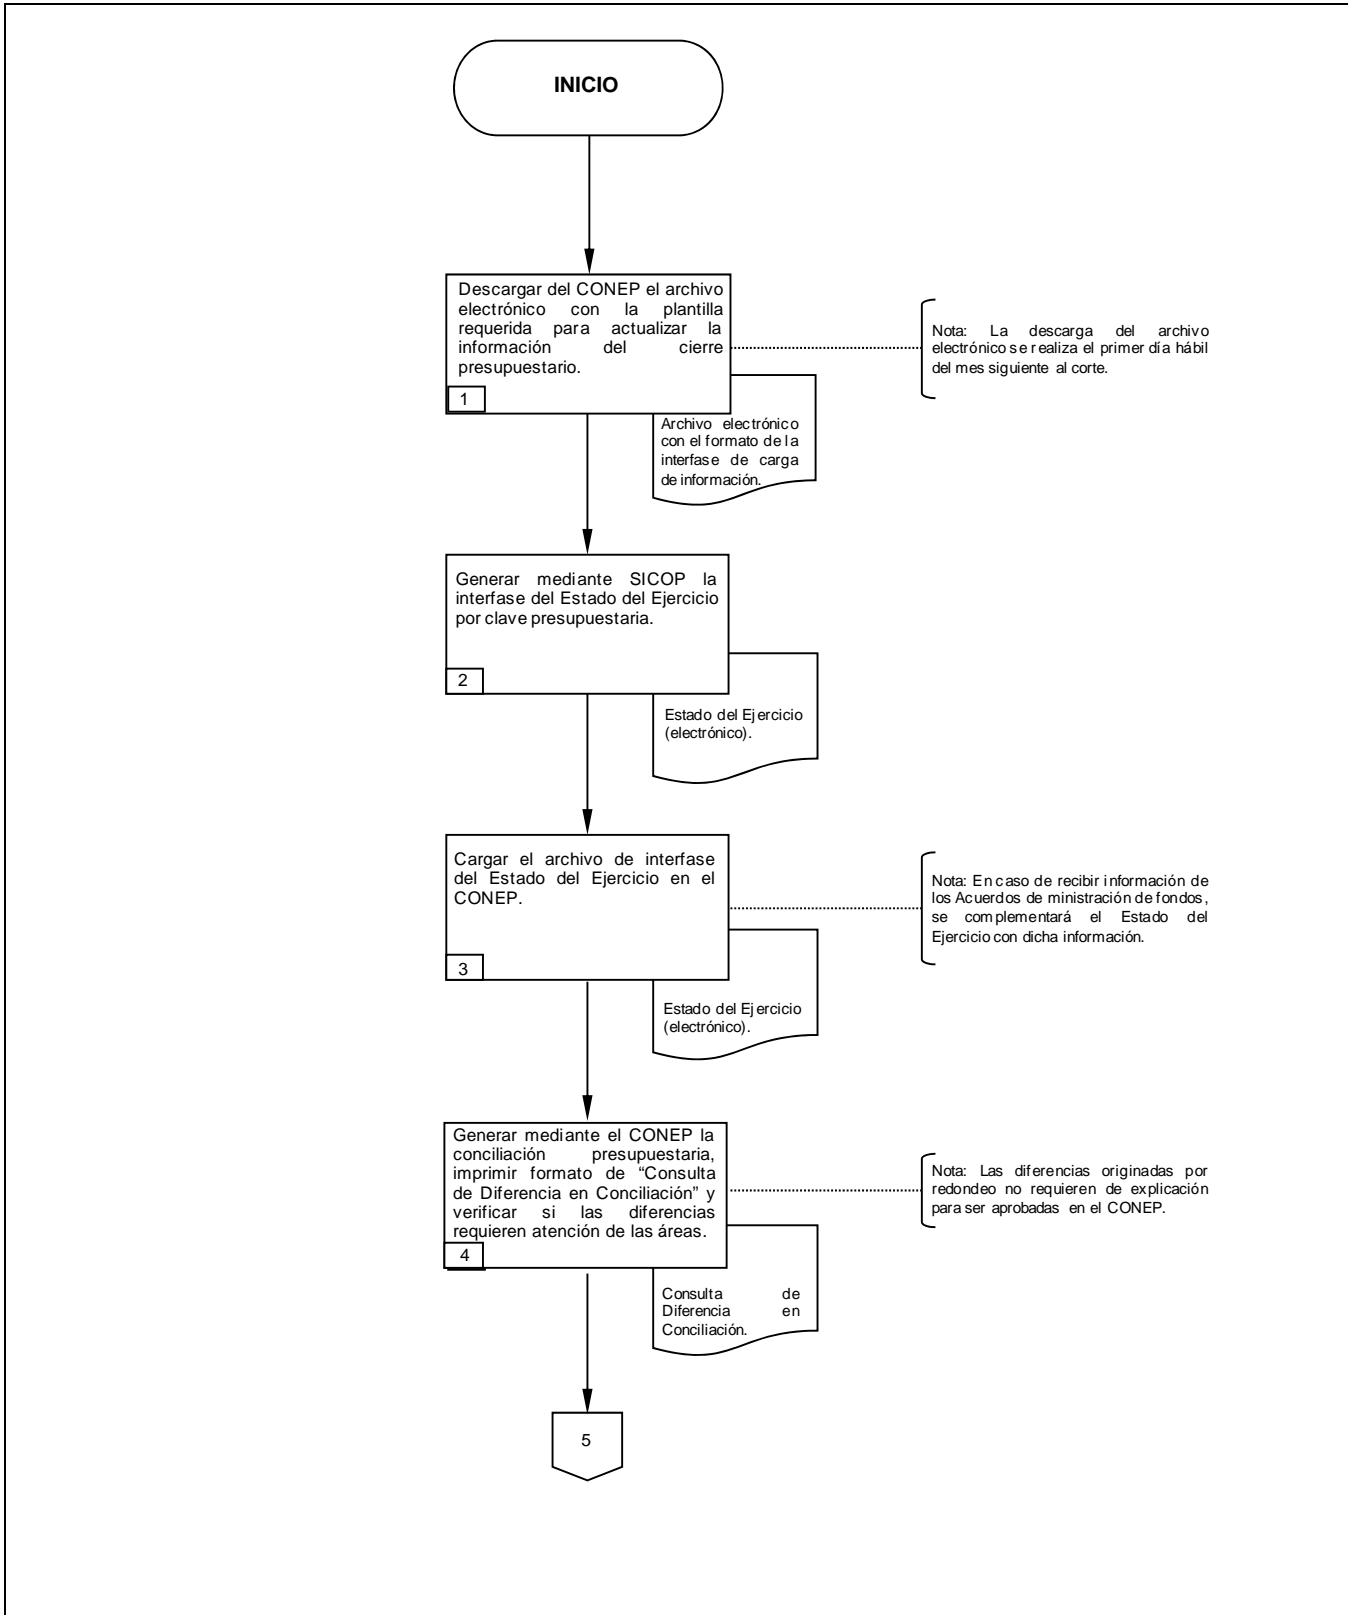 INICIO
Descargar del CONEP el archivo
electrónico con la plantilla
requerida para actualizar la
información del cierre
presupuestario.
1
Nota: La descarga del archivo
electrónico se realiza el primer día hábil
del mes siguiente al corte.
Archivo electrónico
con el formato de la
interfase de carga
de información.
Generar mediante SICOP la
interfase del Estado del Ejercicio
por clave presupuestaria.
2
Estado del Ejercicio
(electrónico).
Cargar el archivo de interfase
del Estado del Ejercicio en el
CONEP.
3
Nota: En caso de recibir información de
los Acuerdos de ministración de fondos,
se complementará el Estado del
Ejercicio con dicha información.
Estado del Ejercicio
(electrónico).
Generar mediante el CONEP la
conciliación presupuestaria,
imprimir formato de “Consulta
de Diferencia en Conciliación” y
verificar si las diferencias
requieren atención de las áreas.
4
Nota: Las diferencias originadas por
redondeo no requieren de explicación
para ser aprobadas en el CONEP.
Consulta de
Diferencia en
Conciliación.
5